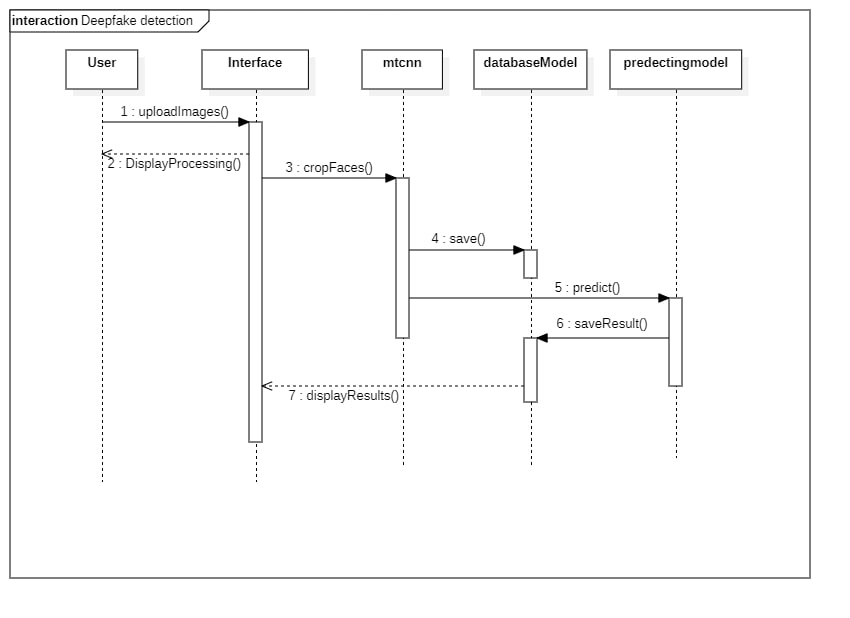 interaction Deepfake detection
User
Interface
mtcnn
databaseModel
predectingmodel
1 : uploadImages()
2 : DisplayProcessing()
3 : cropFaces()
4 : save()
5 : predict()
6 : saveResult()
7 : displayResults()